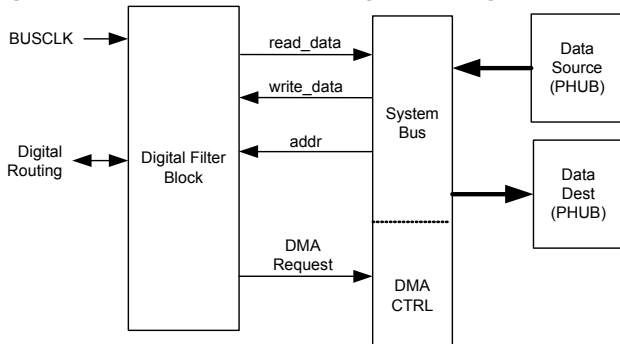 BUSCLK
Digital
Routing
Digital Filter
Block
read_data
write_data
addr
DMA
Request
System
Bus
DMA
CTRL
Data
Source
(PHUB)
Data
Dest
(PHUB)